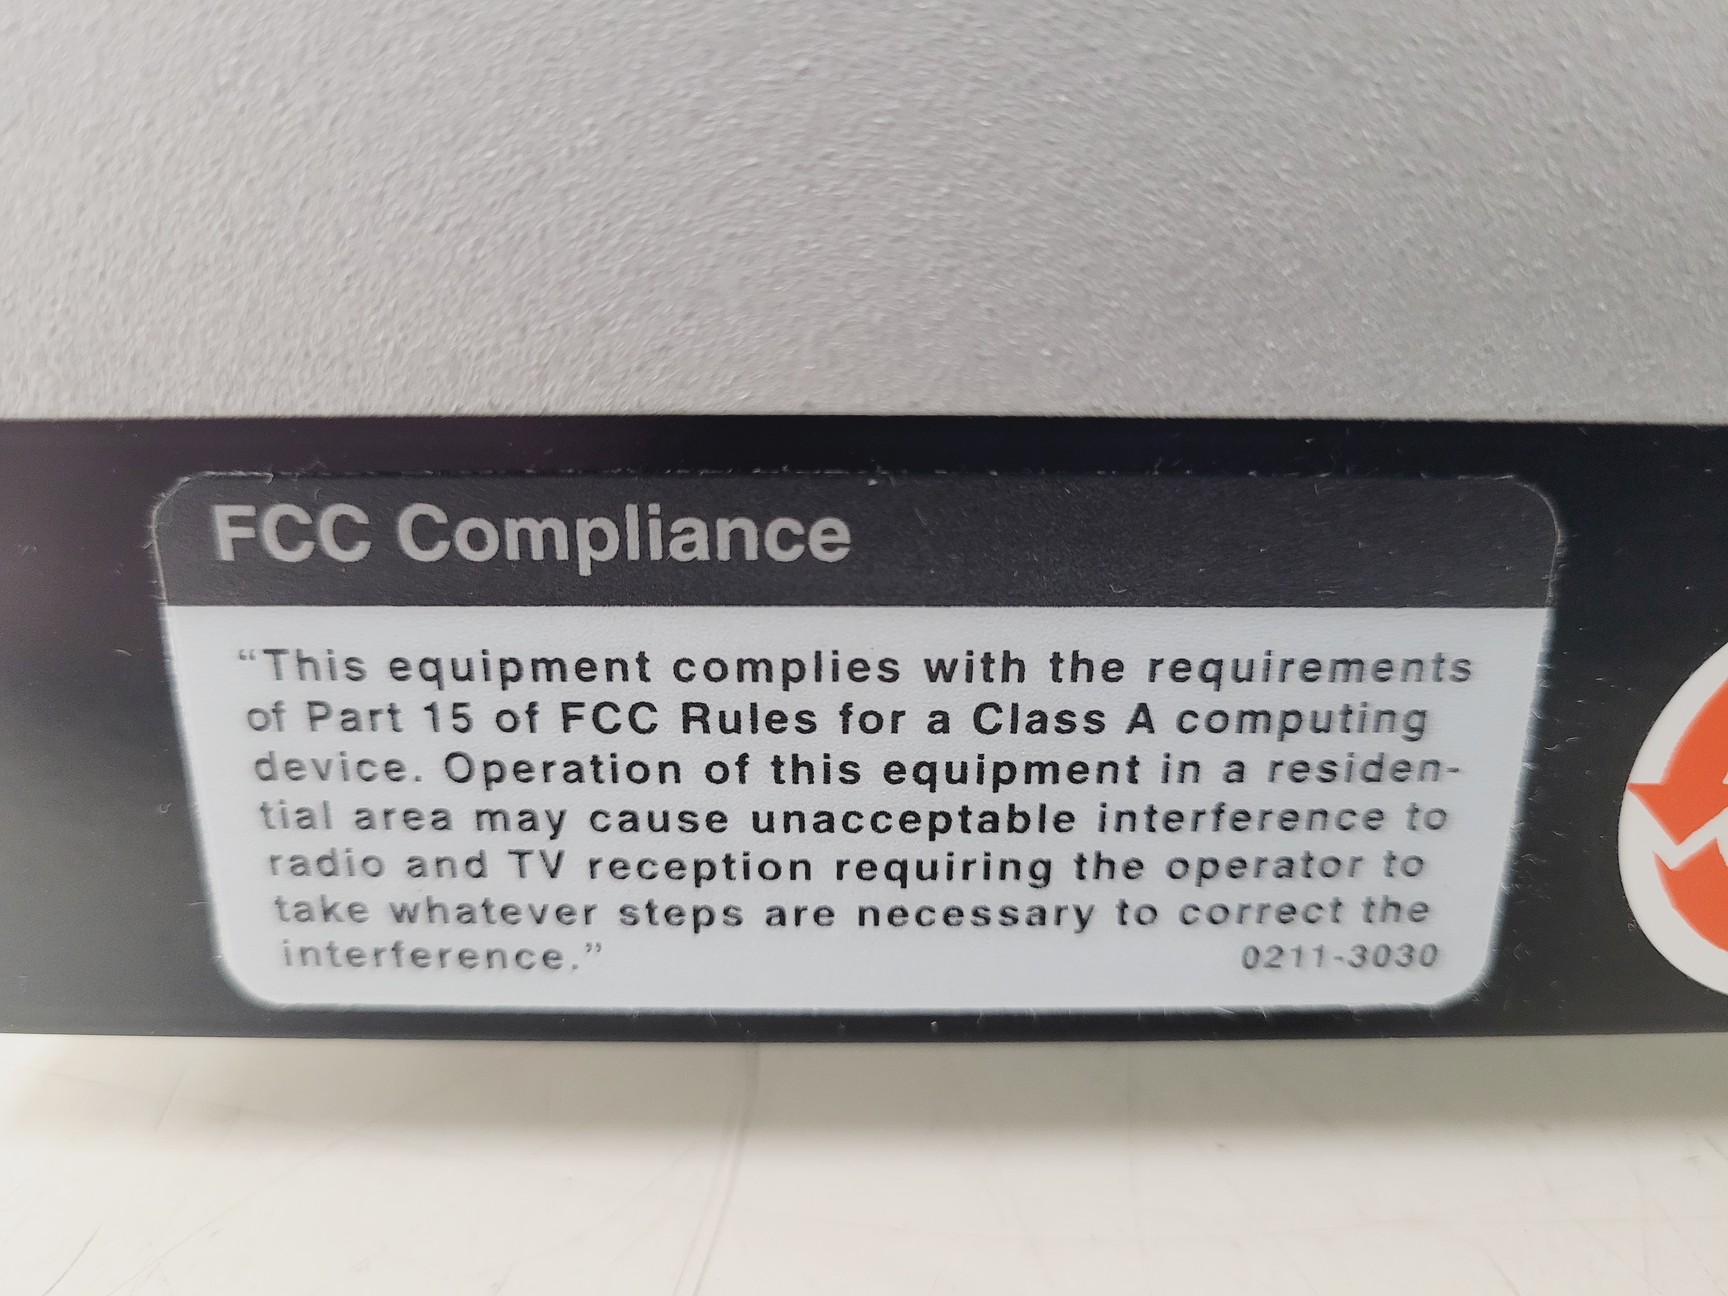 FCC Compliance
“This equipment complies with the requirements
of Part 15 of FCC Rules for a Class A computing
device. Operation of this equipment in a residen-
tial area may cause unacceptable interference to
radio and TV reception requiring the operator to
take whatever steps are necessary to correct the
interference.” 0211-3030